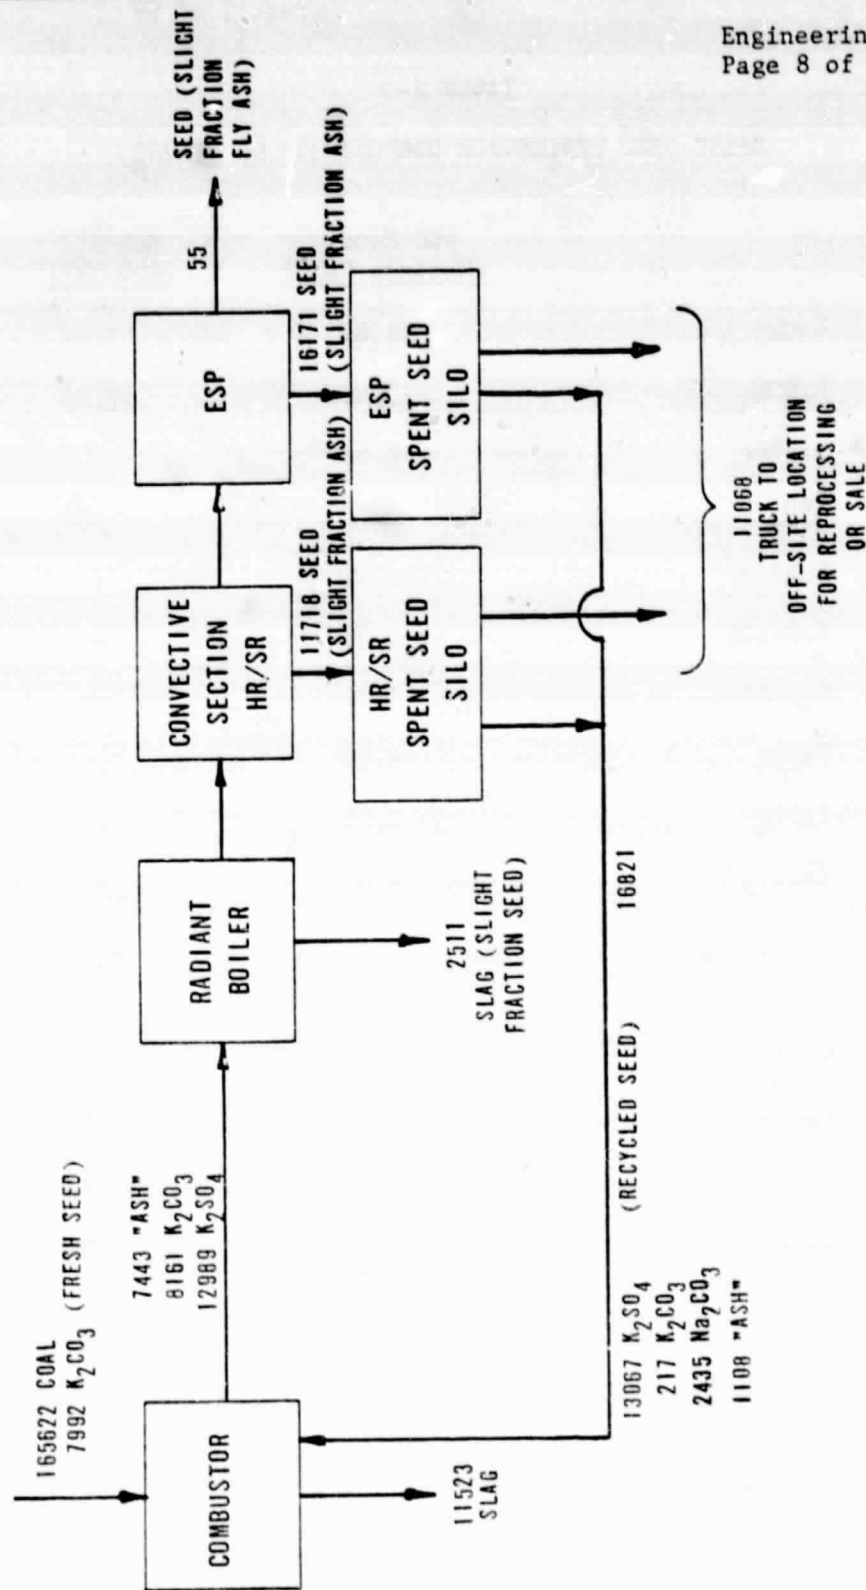 Engineerin
Page 8 of
165622 COAL
7992 K2CO3 (FRESH SEED)
COMBUSTOR
11523
SLAG
7443 "ASH"
8161 K2CO3
12989 K2SO4
RADIANT
BOILER
2511
SLAG (SLIGHT
FRACTION SEED)
CONVECTIVE
SECTION
HR/SR
11718 SEED
(SLIGHT FRACTION ASH)
ESP
16171 SEED
(SLIGHT FRACTION ASH)
55
SEED (SLIGHT
FRACTION
FLY ASH)
HR/SR
SPENT SEED
SILO
ESP
SPENT SEED
SILO
11068
TRUCK TO
OFF-SITE LOCATION
FOR REPROCESSING
OR SALE
16821
(RECYCLED SEED)
13067 K2SO4
217 K2CO3
2435 Na2CO3
1108 "ASH"